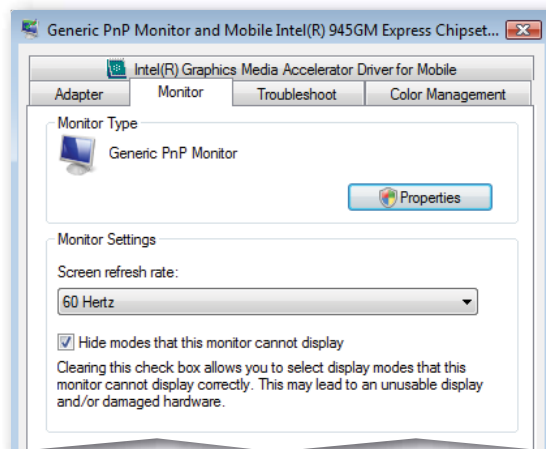 Generic PnP Monitor and Mobile Intel(R) 945GM Express Chipset...
Intel(R) Graphics Media Accelerator Driver for Mobile
Adapter Monitor Troubleshoot Color Management
Monitor Type
Generic PnP Monitor
Properties
Monitor Settings
Screen refresh rate:
60 Hertz
Hide modes that this monitor cannot display
Clearing this check box allows you to select display modes that this
monitor cannot display correctly. This may lead to an unusable display
and/or damaged hardware.